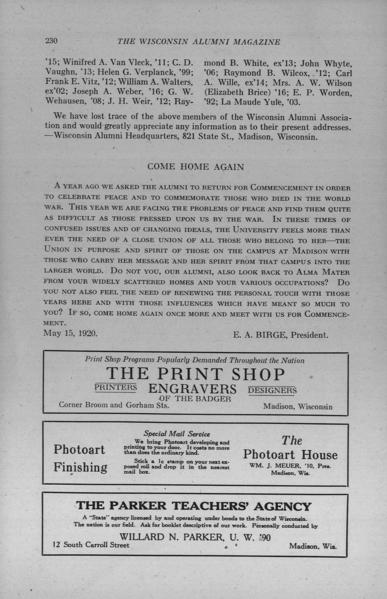 230
THE WISCONSIN ALUMNI MAGAZINE
'15; Winifred A. Van Vleck, '11; C. D.
Vaughn, '13; Helen G. Verplanck, '99;
Frank E. Vitz, '12; William A. Walters,
ex'02; Joseph A. Weber, '16; G. W.
Wehausen, '08; J. H. Weir, '12; Ray-
mond B. White, ex'13; John Whyte,
'06; Raymond B. Wilcox, '12; Carl
A. Wille, ex'14; Mrs. A. W. Wilson
(Elizabeth Brice) '16; E. P. Worden,
'92; La Maude Yule, '03.
We have lost trace of the above members of the Wisconsin Alumni Associa-
tion and would greatly appreciate any information as to their present addresses.
—Wisconsin Alumni Headquarters, 821 State St., Madison, Wisconsin.
COME HOME AGAIN
A YEAR AGO WE ASKED THE ALUMNI TO RETURN FOR COMMENCEMENT IN ORDER
TO CELEBRATE PEACE AND TO COMMEMORATE THOSE WHO DIED IN THE WORLD
WAR. THIS YEAR WE ARE FACING THE PROBLEMS OF PEACE AND FIND THEM QUITE
AS DIFFICULT AS THOSE PRESSED UPON US BY THE WAR. IN THESE TIMES OF
CONFUSED ISSUES AND OF CHANGING IDEALS, THE UNIVERSITY FEELS MORE THAN
EVER THE NEED OF A CLOSE UNION OF ALL THOSE WHO BELONG TO HER—THE
UNION IN PURPOSE AND SPIRIT OF THOSE ON THE CAMPUS AT MADISON WITH
THOSE WHO CARRY HER MESSAGE AND HER SPIRIT FROM THAT CAMPUS INTO THE
LARGER WORLD. DO NOT YOU, OUR ALUMNI, ALSO LOOK BACK TO ALMA MATER
FROM YOUR WIDELY SCATTERED HOMES AND YOUR VARIOUS OCCUPATIONS? DO
YOU NOT ALSO FEEL THE NEED OF RENEWING THE PERSONAL TOUCH WITH THOSE
YEARS HERE AND WITH THOSE INFLUENCES WHICH HAVE MEANT SO MUCH TO
YOU? IF SO, COME HOME AGAIN ONCE MORE AND MEET WITH US FOR COMMENCE-
MENT.
May 15, 1920.
E. A. BIRGE, President.
Print Shop Programs Popularly Demanded Throughout the Nation
THE PRINT SHOP
PRINTERS ENGRAVERS DESIGNERS
OF THE BADGER
Corner Broom and Gorham Sts.
Madison, Wisconsin
Photoart
Finishing
Special Mail Service
We bring Photoart developing and
printing to your door. It costs no more
than does the ordinary kind.
Stick a 1c stamp on your next ex-
posed roll and drop it in the nearest
mail box.
The
Photoart House
WM. J. MEUER, '10, Pres.
Madison, Wis.
THE PARKER TEACHERS' AGENCY
A "State" agency licensed by and operating under bonds to the State of Wisconsin.
The nation is our field. Ask for booklet descriptive of our work. Personally conducted by
WILLARD N. PARKER, U. W. '90
12 South Carroll Street
Madison, Wis.